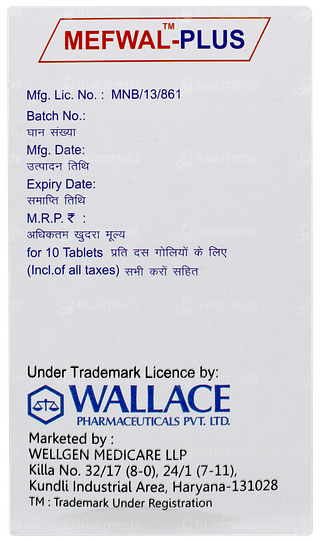 MEFWAL-PLUS TM
Mfg. Lic. No. : MNB/13/861
Batch No.:
घान संख्या
Mfg. Date:
उत्पादन तिथि
Expiry Date:
समाप्ति तिथि
M.R.P. ₹ :
अधिकतम खुदरा मूल्य
for 10 Tablets प्रति दस गोलियों के लिए
(Incl.of all taxes) सभी करों सहित
Under Trademark Licence by:
WALLACE
PHARMACEUTICALS PVT. LTD.
Marketed by :
WELLGEN MEDICARE LLP
Killa No. 32/17 (8-0), 24/1 (7-11),
Kundli Industrial Area, Haryana-131028
TM : Trademark Under Registration